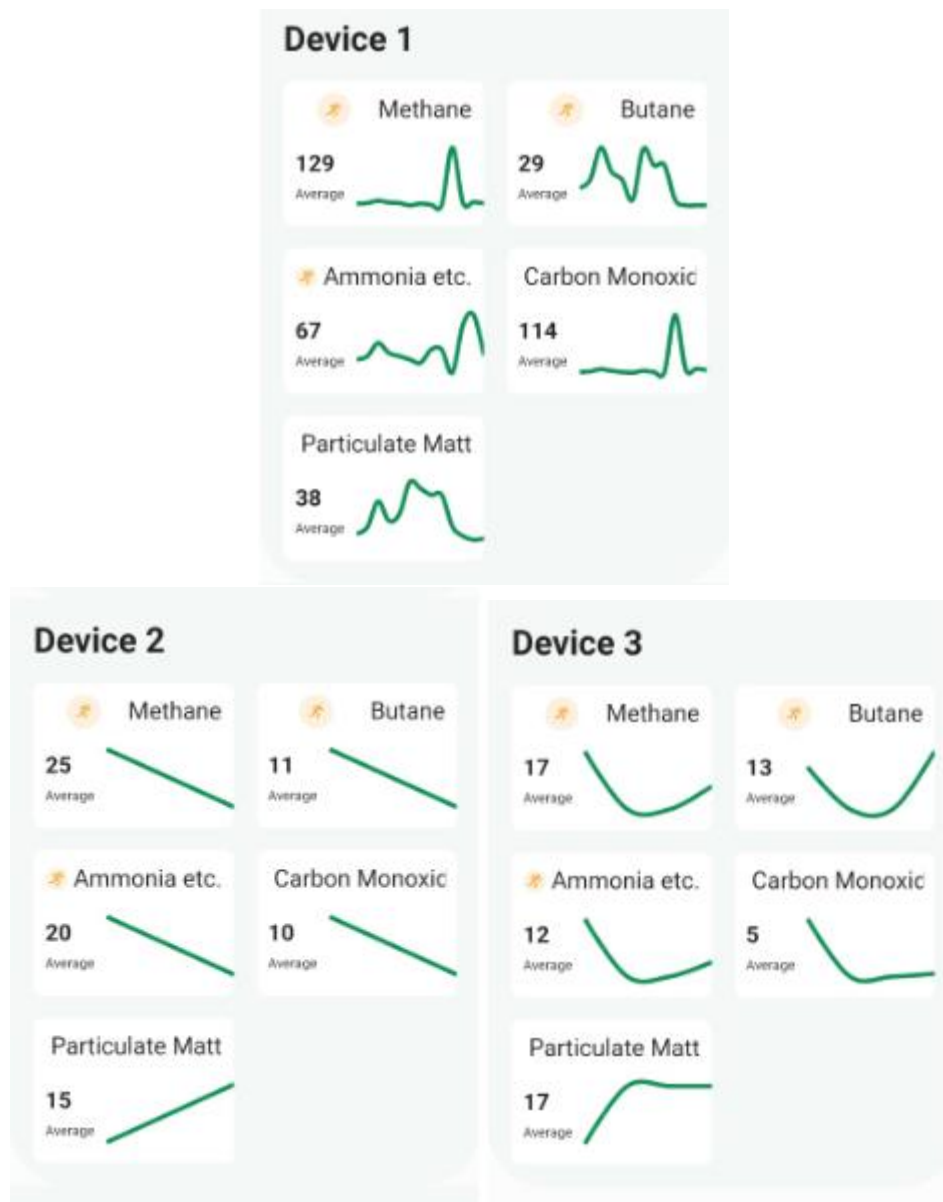 Device 1
Methane
129
Average
Butane
29
Average
Ammonia etc.
67
Average
Carbon Monoxic
114
Average
Particulate Matt
38
Average
Device 2
Methane
25
Average
Butane
11
Average
Ammonia etc.
20
Average
Carbon Monoxic
10
Average
Particulate Matt
15
Average
Device 3
Methane
17
Average
Butane
13
Average
Ammonia etc.
12
Average
Carbon Monoxic
5
Average
Particulate Matt
17
Average